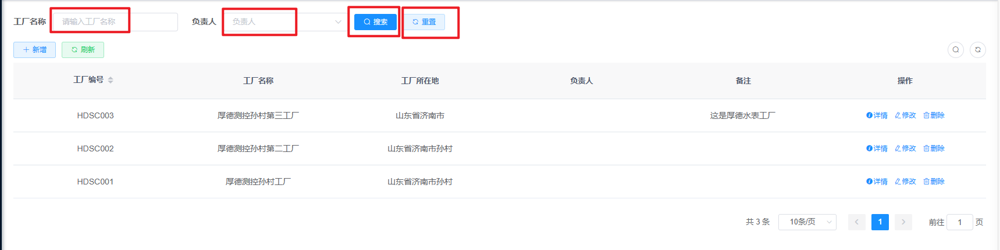 工厂名称 请输入工厂名称 负责人 负责人 搜索 重置
新增 刷新
工厂编号 工厂名称 工厂所在地 负责人 备注 操作
HDSC003 厚德测控孙村第三工厂 山东省济南市 这是厚德水表工厂 详情 修改 删除
HDSC002 厚德测控孙村第二工厂 山东省济南市孙村 详情 修改 删除
HDSC001 厚德测控孙村工厂 山东省济南市孙村 详情 修改 删除
共 3 条 10条/页 1 前往 1 页